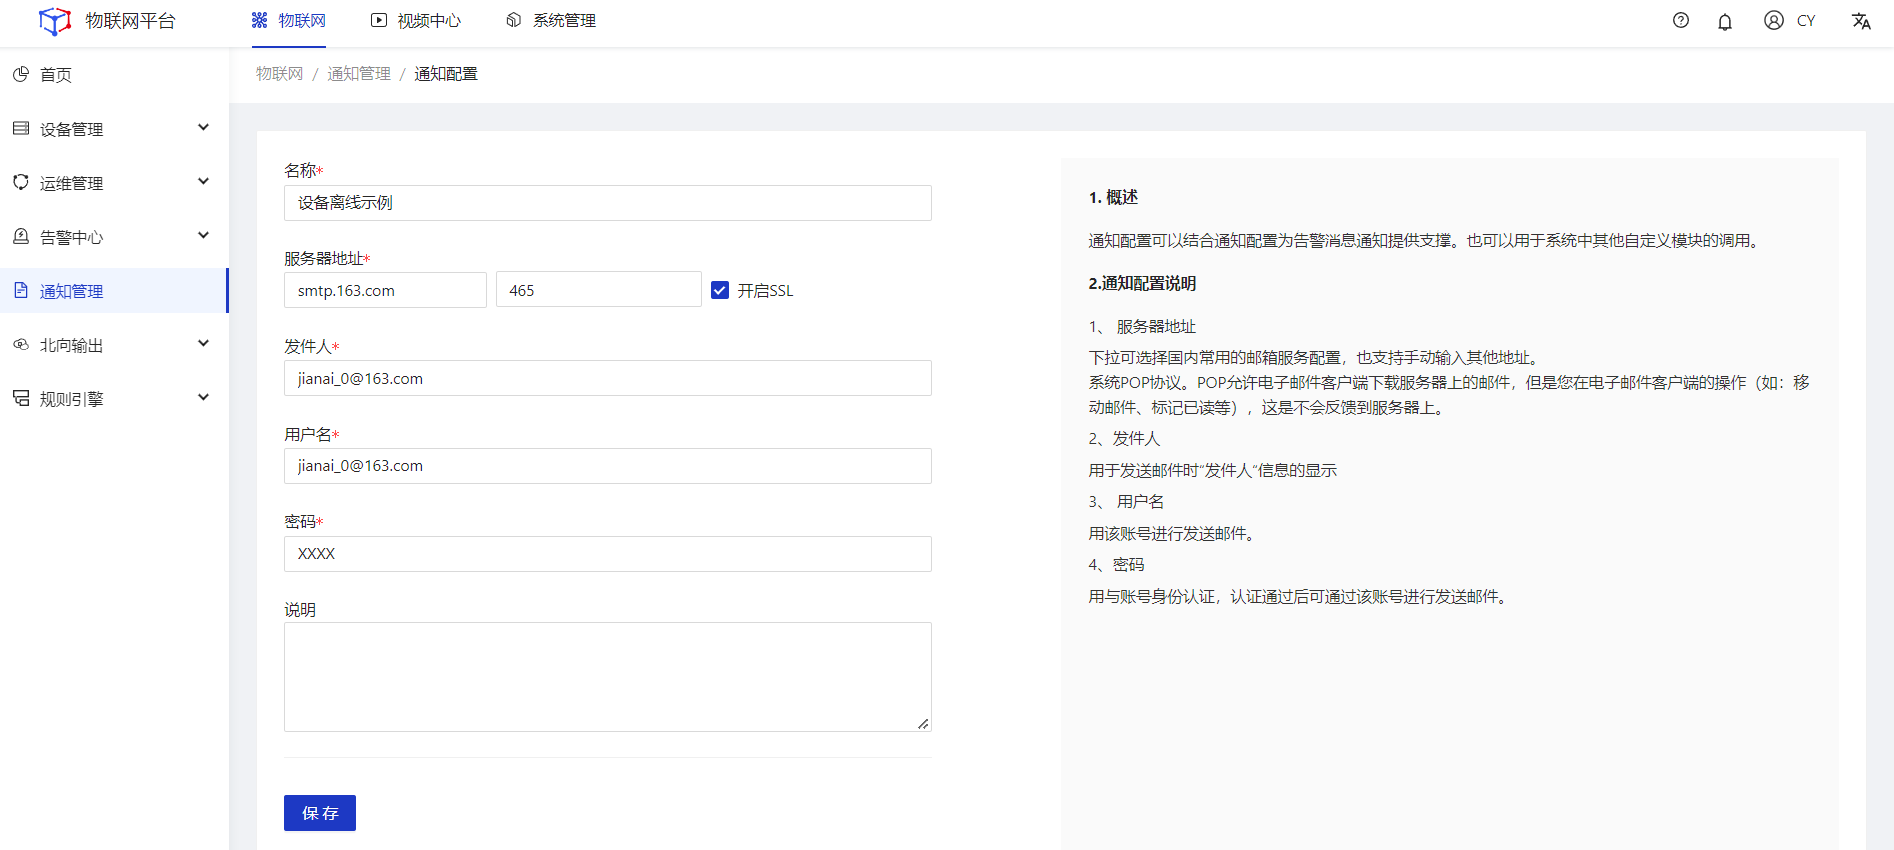 物联网平台
物联网
视频中心
系统管理
CY
首页
设备管理
运维管理
告警中心
通知管理
北向输出
规则引擎
物联网 / 通知管理 / 通知配置
名称*
设备离线示例
服务器地址*
smtp.163.com
465
开启SSL
发件人*
jianai_0@163.com
用户名*
jianai_0@163.com
密码*
XXXX
说明
保 存
1. 概述
通知配置可以结合通知配置为告警消息通知提供支撑。也可以用于系统中其他自定义模块的调用。
2.通知配置说明
1、 服务器地址
下拉可选择国内常用的邮箱服务配置，也支持手动输入其他地址。
系统POP协议。POP允许电子邮件客户端下载服务器上的邮件，但是您在电子邮件客户端的操作（如：移
动邮件、标记已读等），这是不会反馈到服务器上。
2、发件人
用于发送邮件时“发件人”信息的显示
3、 用户名
用该账号进行发送邮件。
4、密码
用与账号身份认证，认证通过后可通过该账号进行发送邮件。